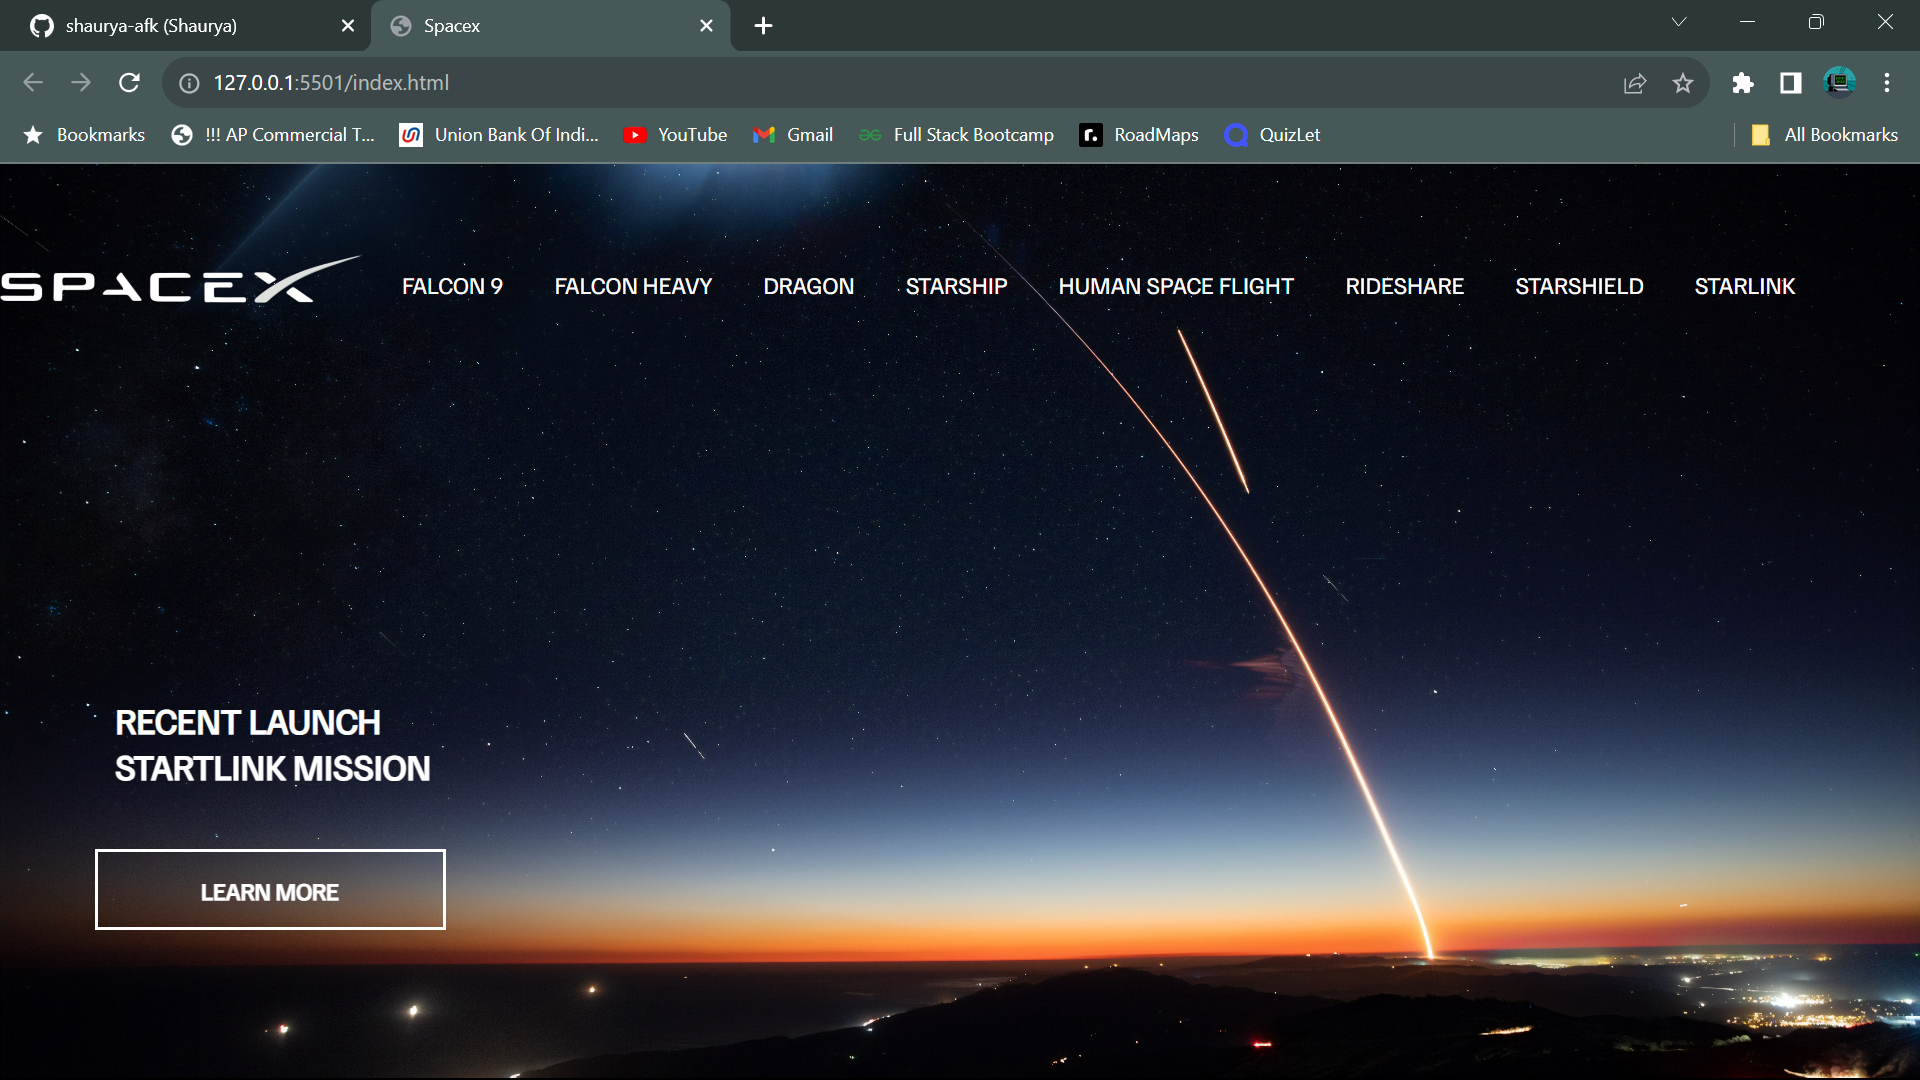 shaurya-afk (Shaurya)
Spacex
127.0.0.1:5501/index.html
Bookmarks
!!! AP Commercial T...
Union Bank Of Indi...
YouTube
Gmail
Full Stack Bootcamp
RoadMaps
QuizLet
All Bookmarks
SPACEX
FALCON 9
FALCON HEAVY
DRAGON
STARSHIP
HUMAN SPACE FLIGHT
RIDESHARE
STARSHIELD
STARLINK
RECENT LAUNCH
STARTLINK MISSION
LEARN MORE